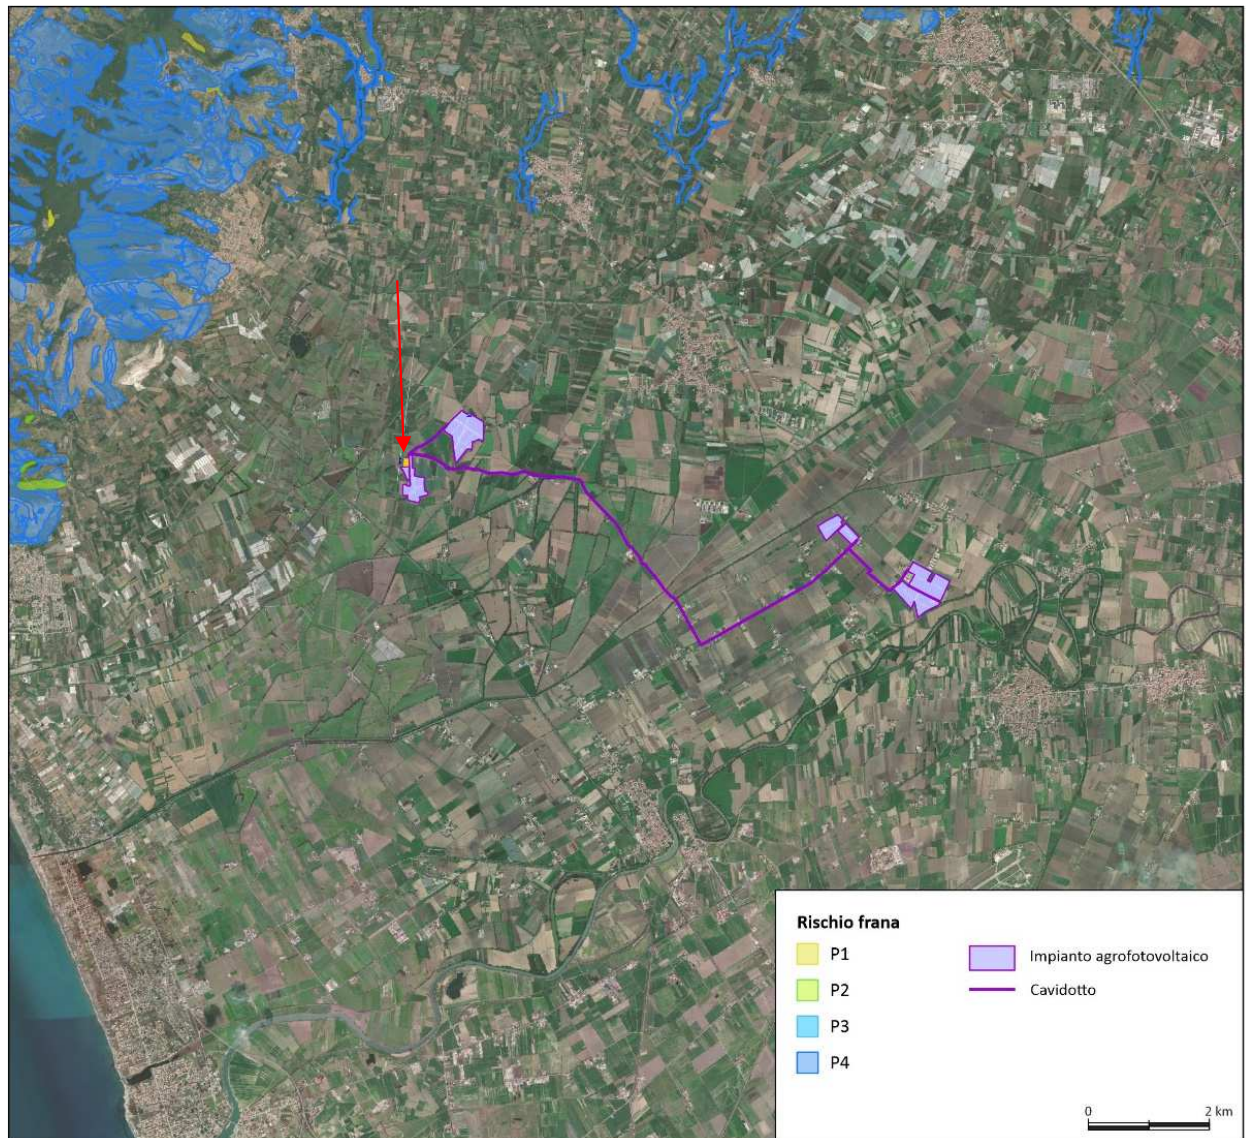 Rischio frana
P1
P2
P3
P4
Impianto agrofotovoltaico
Cavidotto
0 2 km